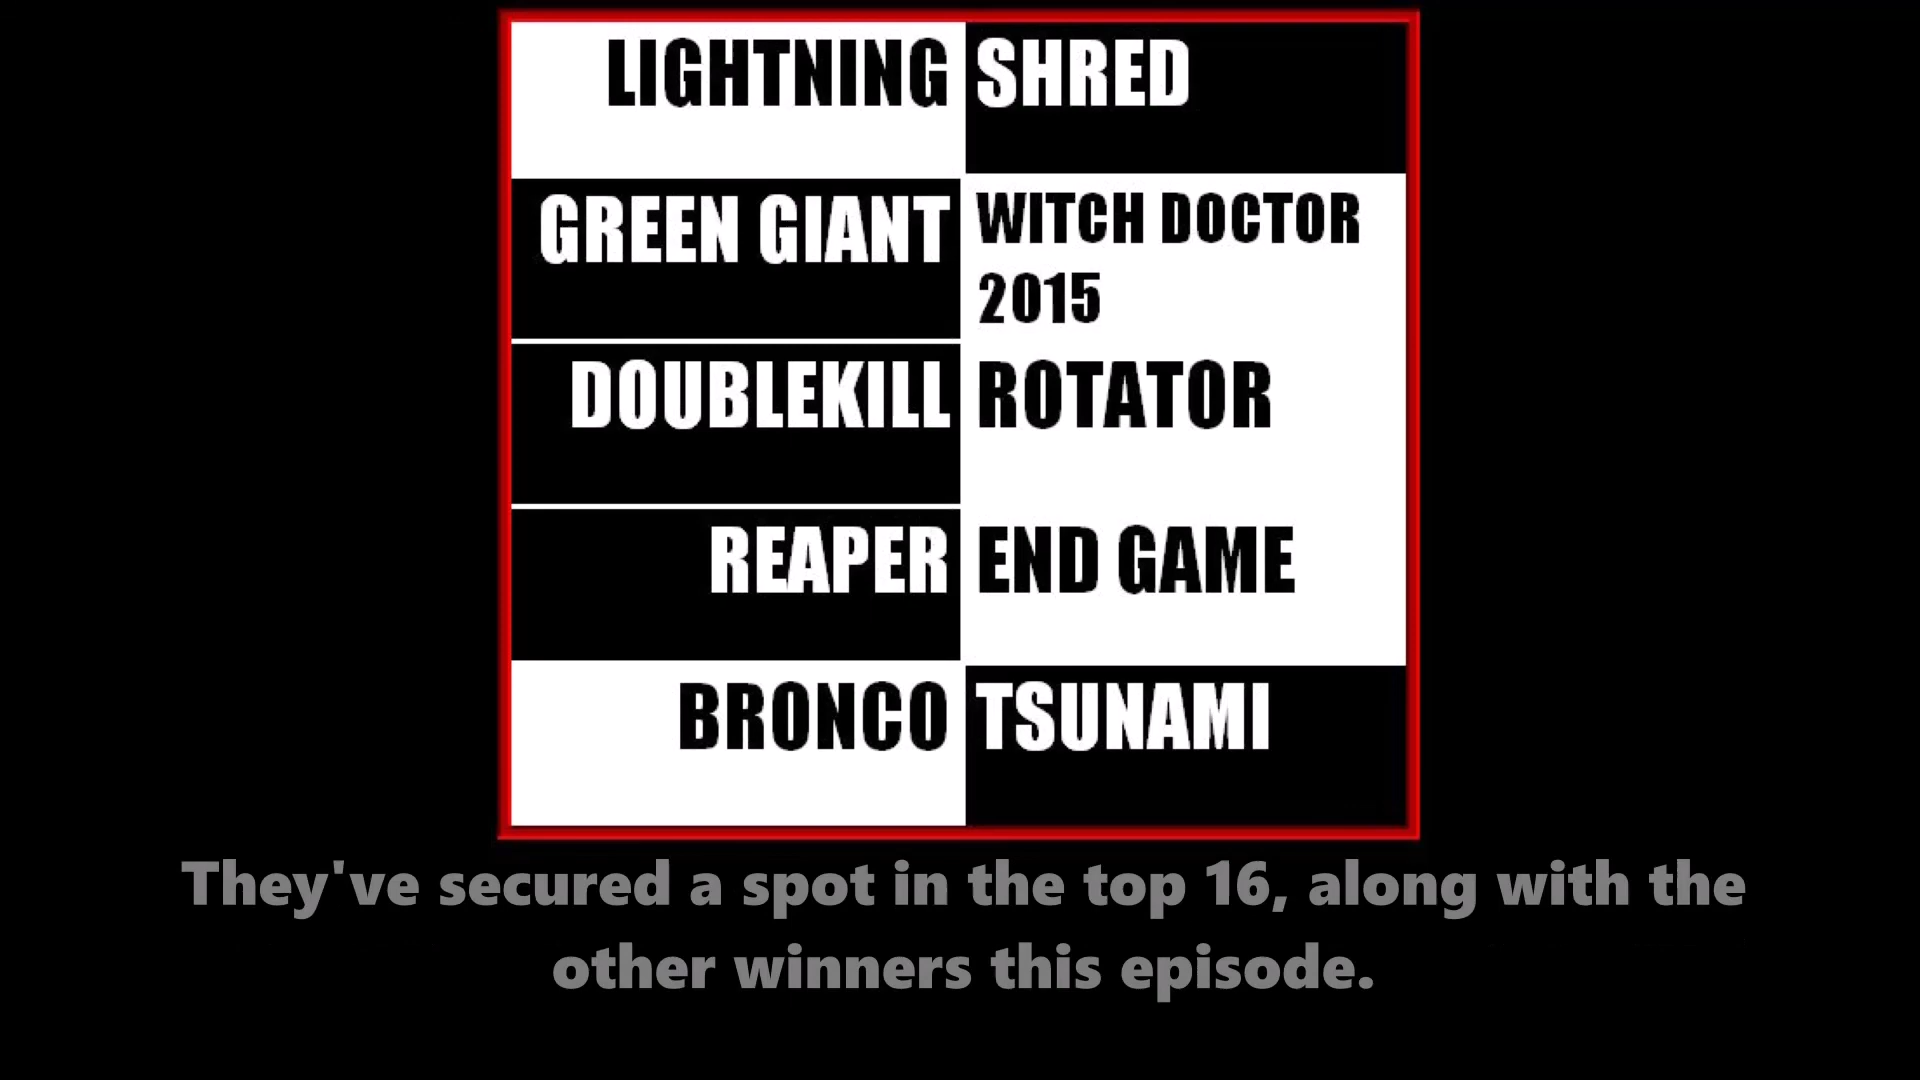 LIGHTNING SHRED
GREEN GIANT WITCH DOCTOR
2015
DOUBLEKILL ROTATOR
REAPER END GAME
BRONCO TSUNAMI
They've secured a spot in the top 16, along with the
other winners this episode.